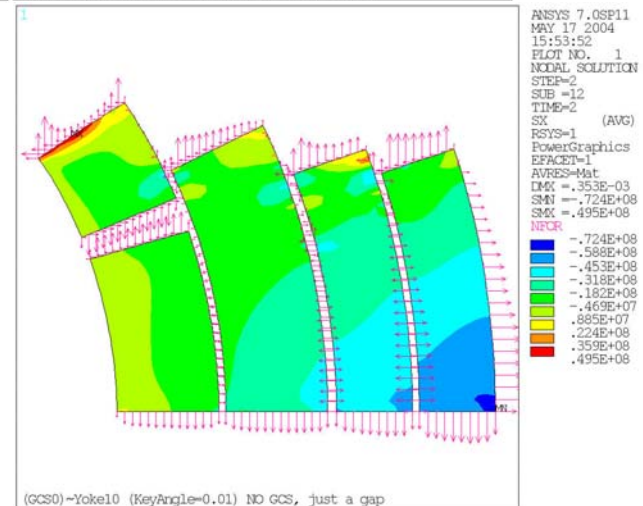 1
ANSYS 7.0SP11
MAY 17 2004
15:53:52
PLOT NO. 1
NODAL SOLUTION
STEP=2
SUB =12
TIME=2
SX (AVG)
RSYS=1
PowerGraphics
EFACET=1
AVRES=Mat
DMX =.353E-03
SMN =-.724E+08
SMX =.495E+08
NFOR
-.724E+08
-.588E+08
-.453E+08
-.318E+08
-.182E+08
-.469E+07
.885E+07
.224E+08
.359E+08
.495E+08
MN
(GCS0)~Yoke10 (KeyAngle=0.01) NO GCS, just a gap